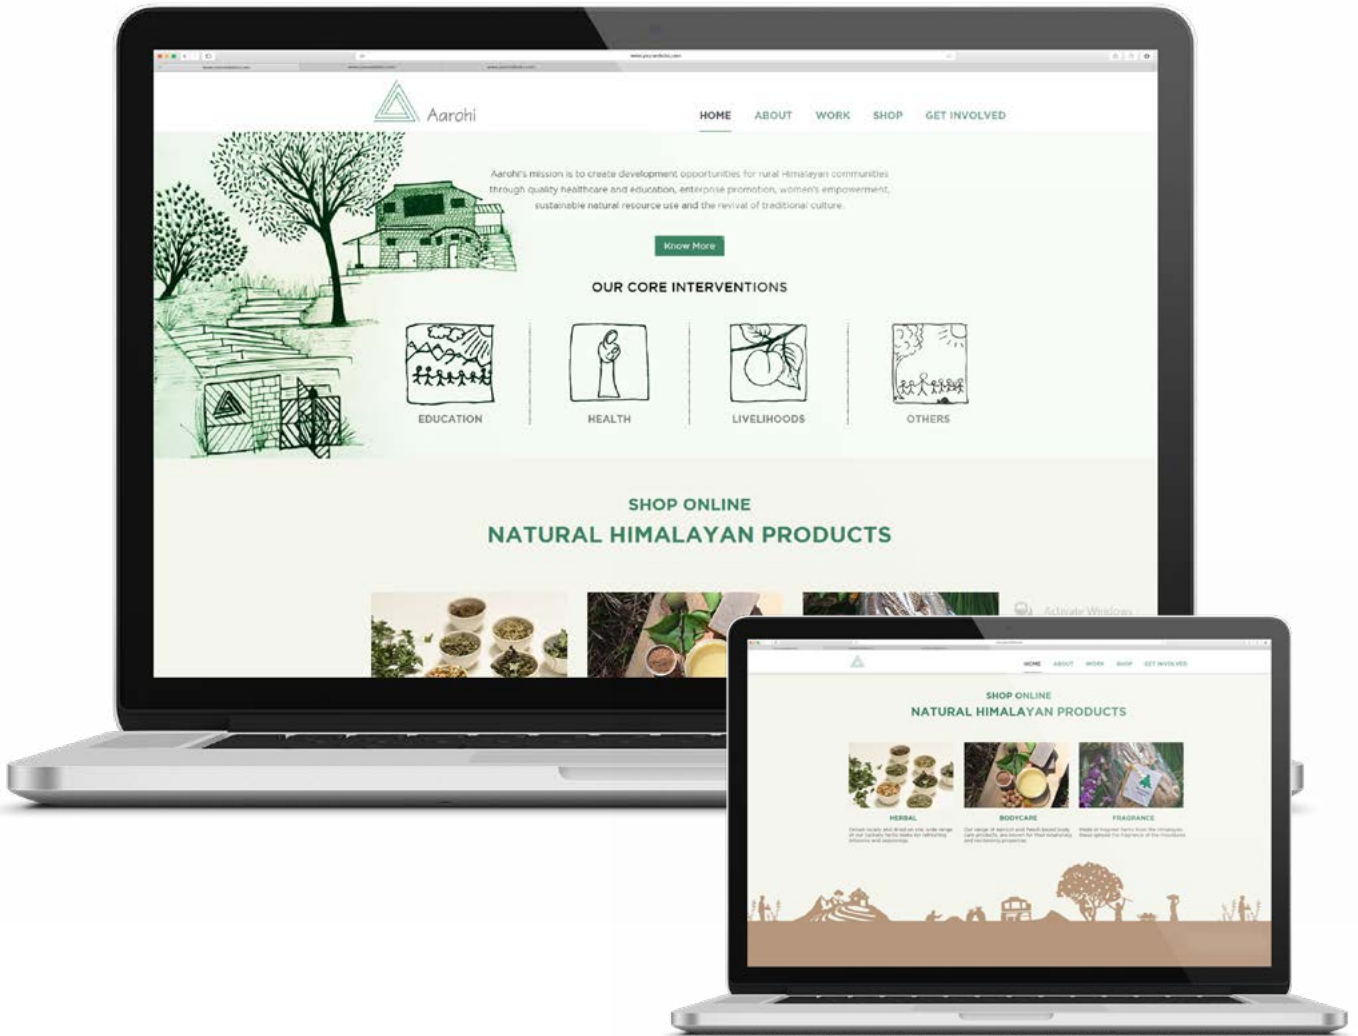 www.yourwebsite.com
Aarohi
HOME ABOUT WORK SHOP GET INVOLVED
Aarohi's mission is to create development opportunities for rural Himalayan communities
through quality healthcare and education, enterprise promotion, women's empowerment,
sustainable natural resource use and the revival of traditional culture.
Know More
OUR CORE INTERVENTIONS
EDUCATION HEALTH LIVELIHOODS OTHERS
SHOP ONLINE
NATURAL HIMALAYAN PRODUCTS
Activate Windows
HOME ABOUT WORK SHOP GET INVOLVED
SHOP ONLINE
NATURAL HIMALAYAN PRODUCTS
HERBAL
BODYCARE
FRAGRANCE